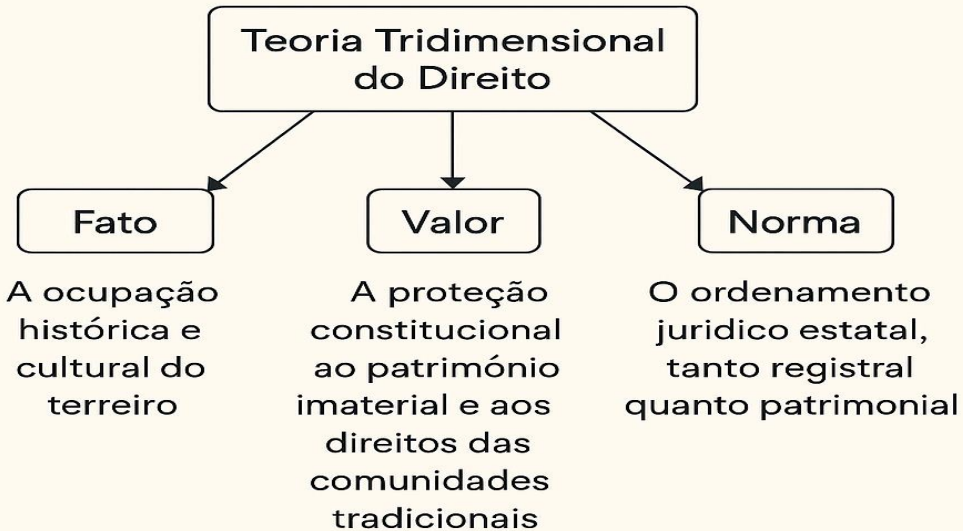 Teoria Tridimensional
do Direito
Fato
A ocupação
histórica e
cultural do
terreiro
Valor
A proteção
constitucional
ao património
imaterial e aos
direitos das
comunidades
tradicionais
Norma
O ordenamento
juridico estatal,
tanto registral
quanto patrimonial